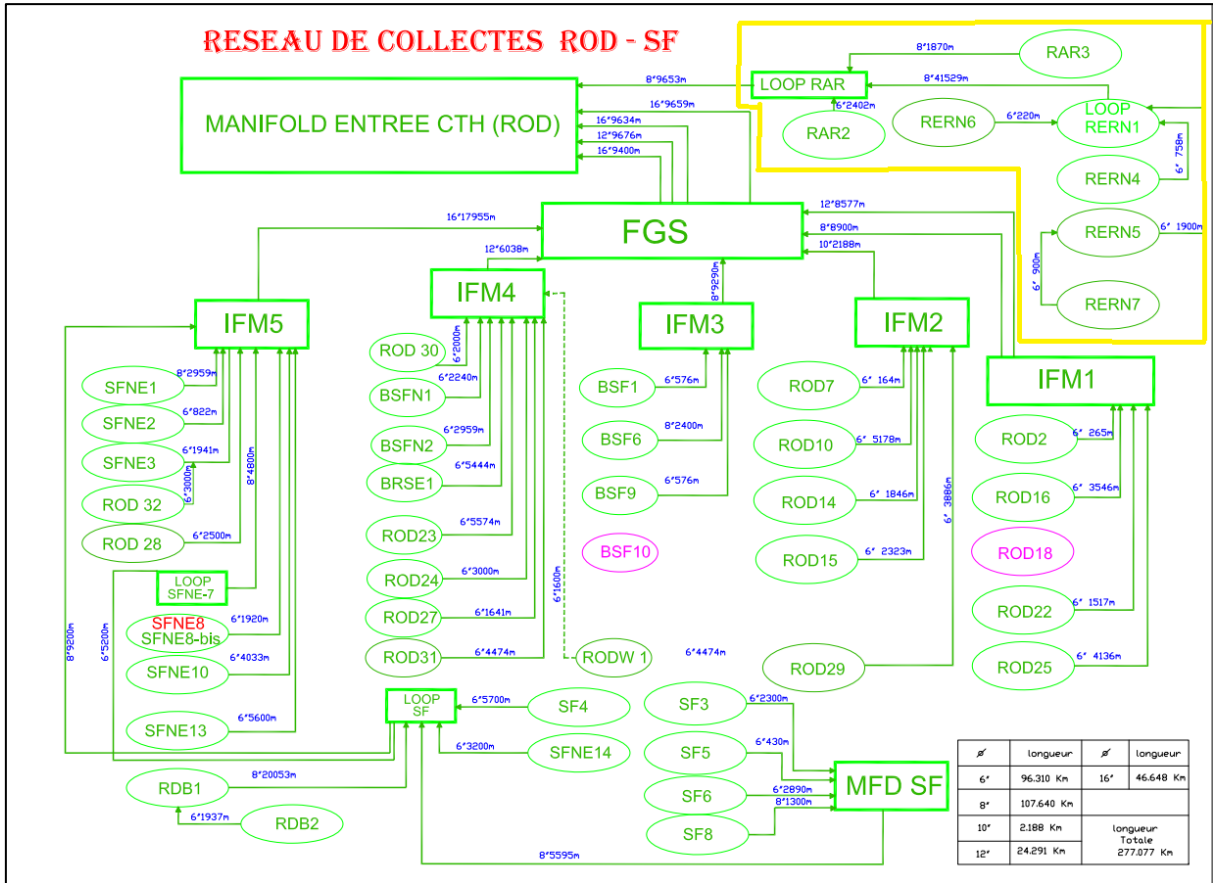 RESEAU DE COLLECTES ROD - SF
8"1870m
RAR3
8"9653m
LOOP RAR
8"41529m
16"9659m
6"2402m
LOOP
RERN1
MANIFOLD ENTREE CTH (ROD)
16"9634m
12"9676m
16"9400m
RAR2
RERN6
6"220m
6" 758m
RERN4
16"17955m
FGS
12"8577m
8"8900m
10"2188m
RERN5
6" 1900m
12"6038m
8"9290m
6" 900m
RERN7
IFM5
IFM4
IFM3
IFM2
IFM1
SFNE1
8"2959m
SFNE2
6"822m
SFNE3
6"1941m
6"3000m
ROD 32
ROD 28
6"2500m
8"4800m
LOOP
SFNE-7
SFNE8
SFNE8-bis
6"1920m
SFNE10
6"4033m
SFNE13
6"5600m
8"9200m
6"5200m
ROD 30
6"2000m
BSFN1
6"2240m
BSFN2
6"2959m
BRSE1
6"5444m
ROD23
6"5574m
ROD24
6"3000m
ROD27
6"1641m
ROD31
6"4474m
6"1600m
RODW 1
6"4474m
BSF1
6"576m
BSF6
8"2400m
BSF9
6"576m
BSF10
ROD7
6" 164m
ROD10
6" 5178m
ROD14
6" 1846m
ROD15
6" 2323m
6" 3886m
ROD29
ROD2
6" 265m
ROD16
6" 3546m
ROD18
ROD22
6" 1517m
ROD25
6" 4136m
LOOP
SF
6"5700m
SF4
6"3200m
SFNE14
RDB1
8"20053m
6"1937m
RDB2
SF3
6"2300m
SF5
6"430m
SF6
6"2890m
SF8
8"1300m
MFD SF
8"5595m
ø longueur ø longueur
6" 96.310 Km 16" 46.648 Km
8" 107.640 Km
10" 2.188 Km
12" 24.291 Km
longueur
Totale
277.077 Km